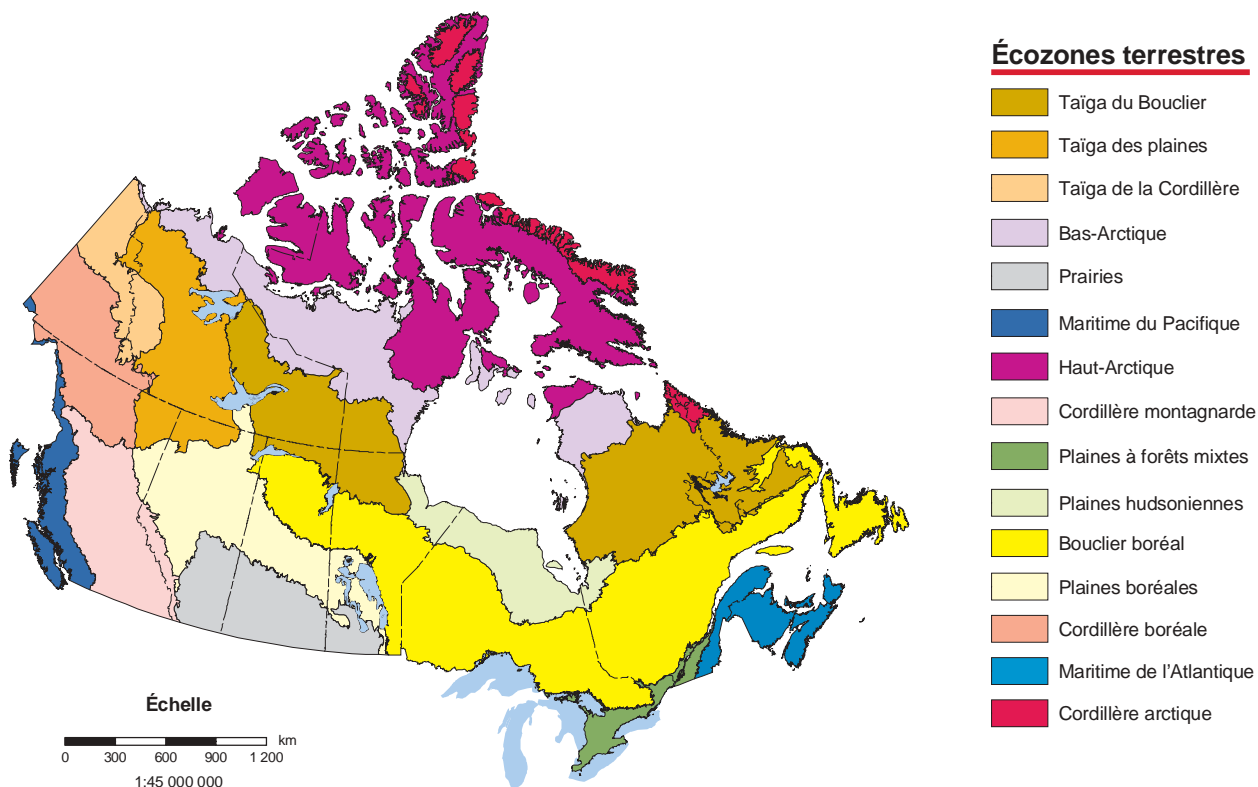 Écozones terrestres
Taïga du Bouclier
Taïga des plaines
Taïga de la Cordillère
Bas-Arctique
Prairies
Maritime du Pacifique
Haut-Arctique
Cordillère montagnarde
Plaines à forêts mixtes
Plaines hudsoniennes
Bouclier boréal
Plaines boréales
Cordillère boréale
Maritime de l'Atlantique
Cordillère arctique
Échelle
km
0 300 600 900 1 200
1:45 000 000